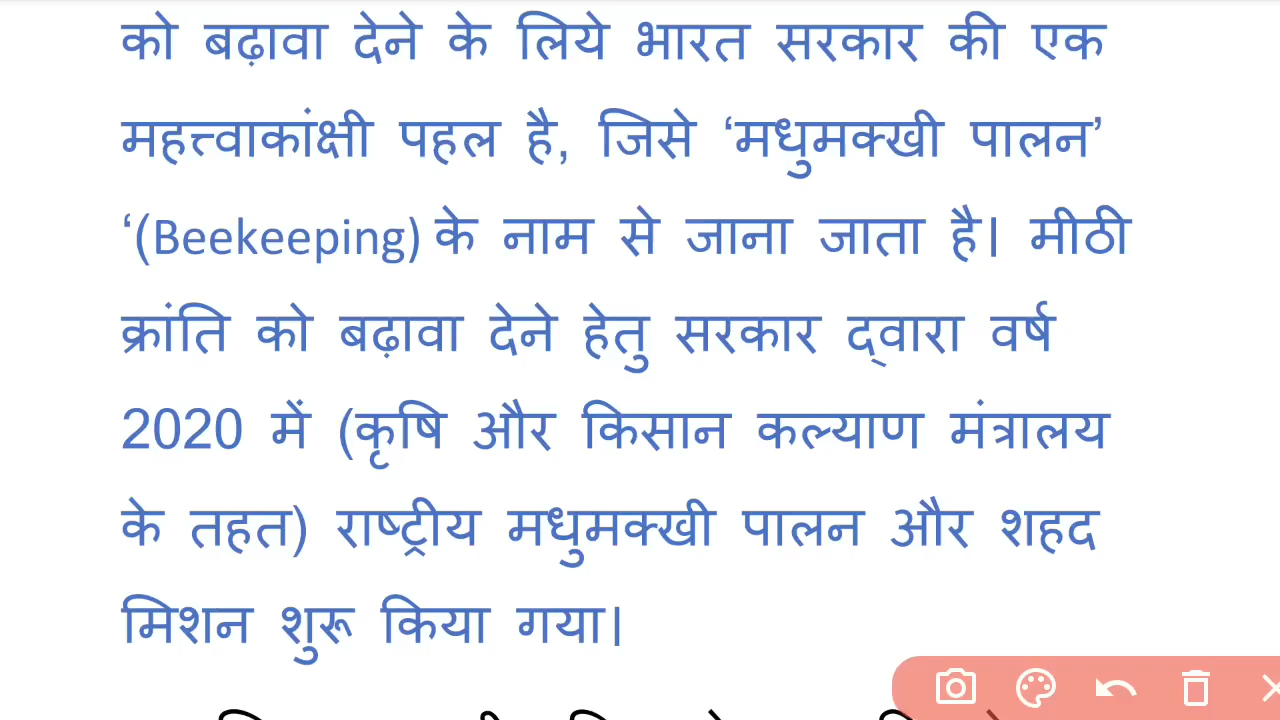 को बढ़ावा देने के लिये भारत सरकार की एक
महत्त्वाकांक्षी पहल है, जिसे ‘मधुमक्खी पालन’
‘(Beekeeping) के नाम से जाना जाता है। मीठी
क्रांति को बढ़ावा देने हेतु सरकार द्वारा वर्ष
2020 में (कृषि और किसान कल्याण मंत्रालय
के तहत) राष्ट्रीय मधुमक्खी पालन और शहद
मिशन शुरू किया गया।